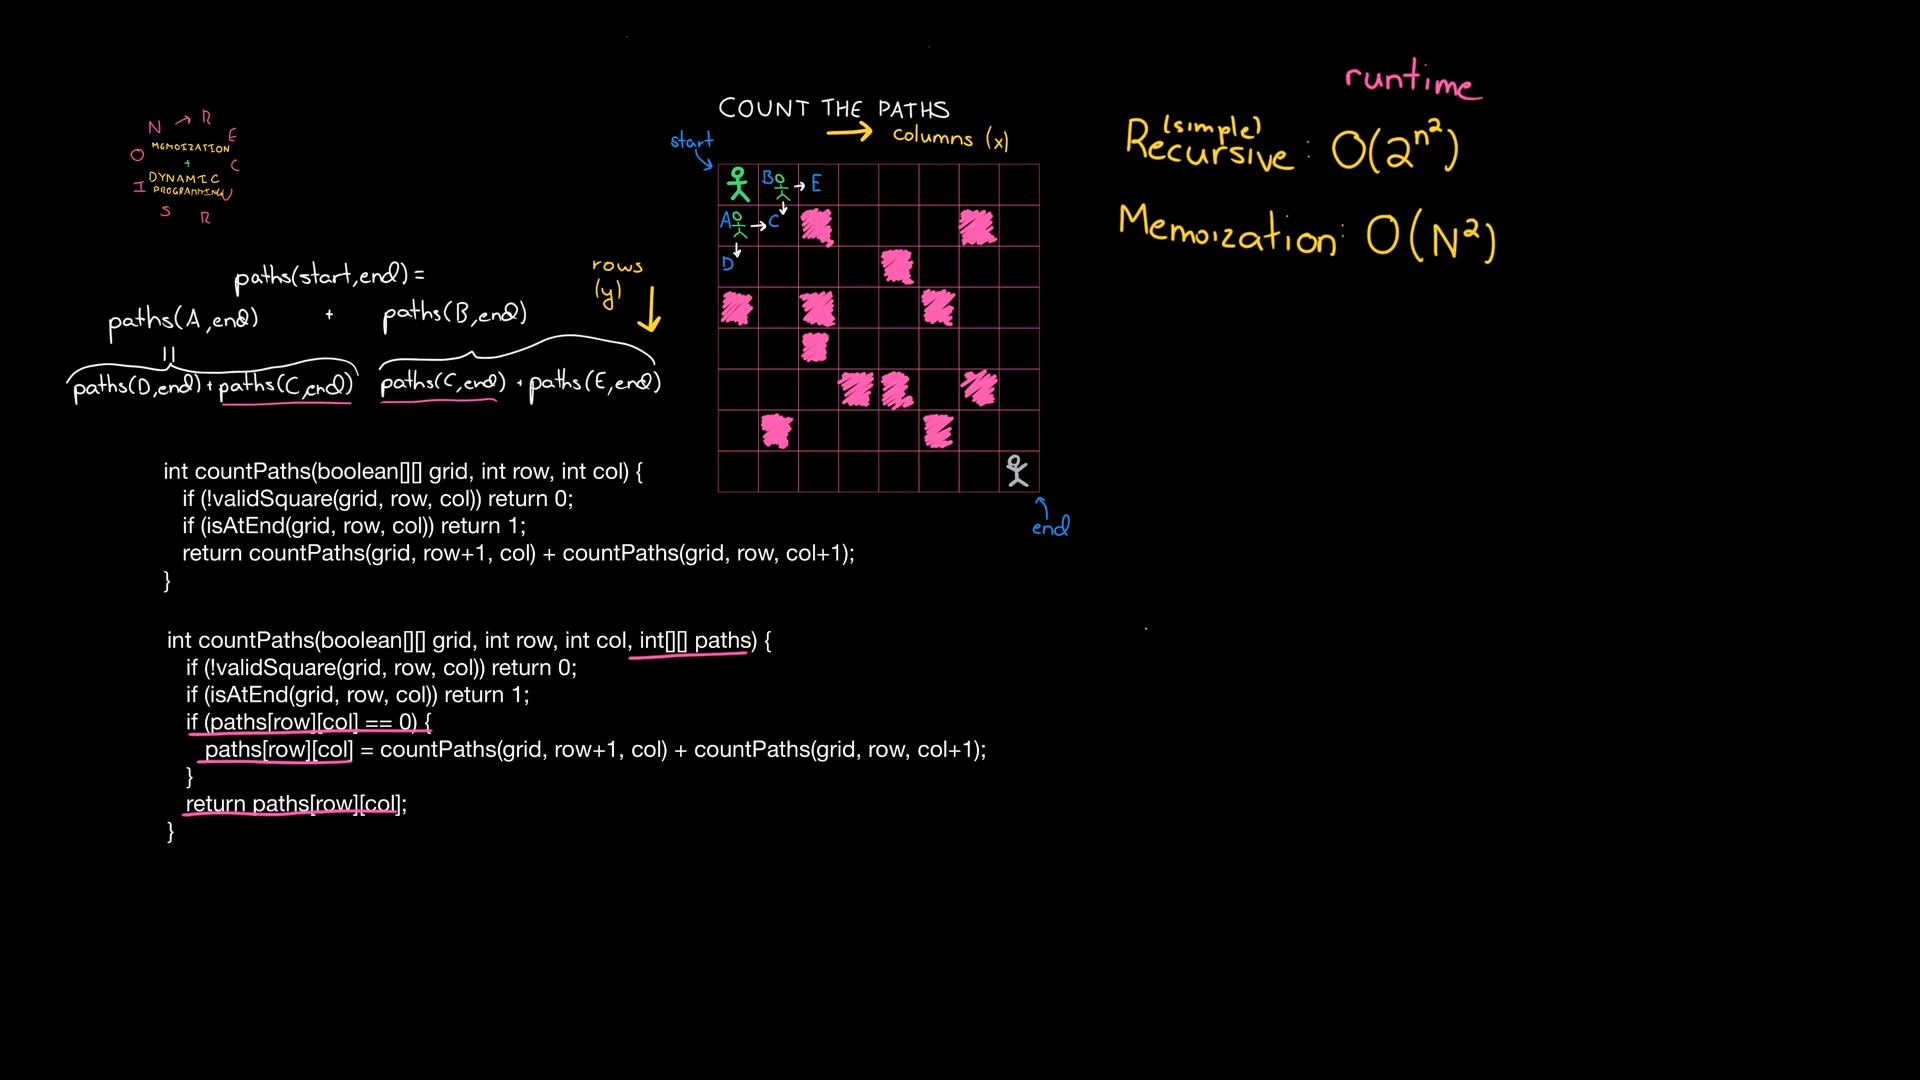 N → R E C U R S I O N
MEMOIZATION
+
DYNAMIC
PROGRAMMING
COUNT THE PATHS
→ columns (x)
start
rows
(y)
B → E
A → C
D
end
paths(start,end) =
paths(A,end) + paths(B,end)
||
paths(D,end) + paths(C,end) paths(C,end) + paths(E,end)
int countPaths(boolean[][] grid, int row, int col) {
if (!validSquare(grid, row, col)) return 0;
if (isAtEnd(grid, row, col)) return 1;
return countPaths(grid, row+1, col) + countPaths(grid, row, col+1);
}
int countPaths(boolean[][] grid, int row, int col, int[][] paths) {
if (!validSquare(grid, row, col)) return 0;
if (isAtEnd(grid, row, col)) return 1;
if (paths[row][col] == 0) {
paths[row][col] = countPaths(grid, row+1, col) + countPaths(grid, row, col+1);
}
return paths[row][col];
}
runtime
(simple)
Recursive: O(2^n²)
Memoization: O(N²)